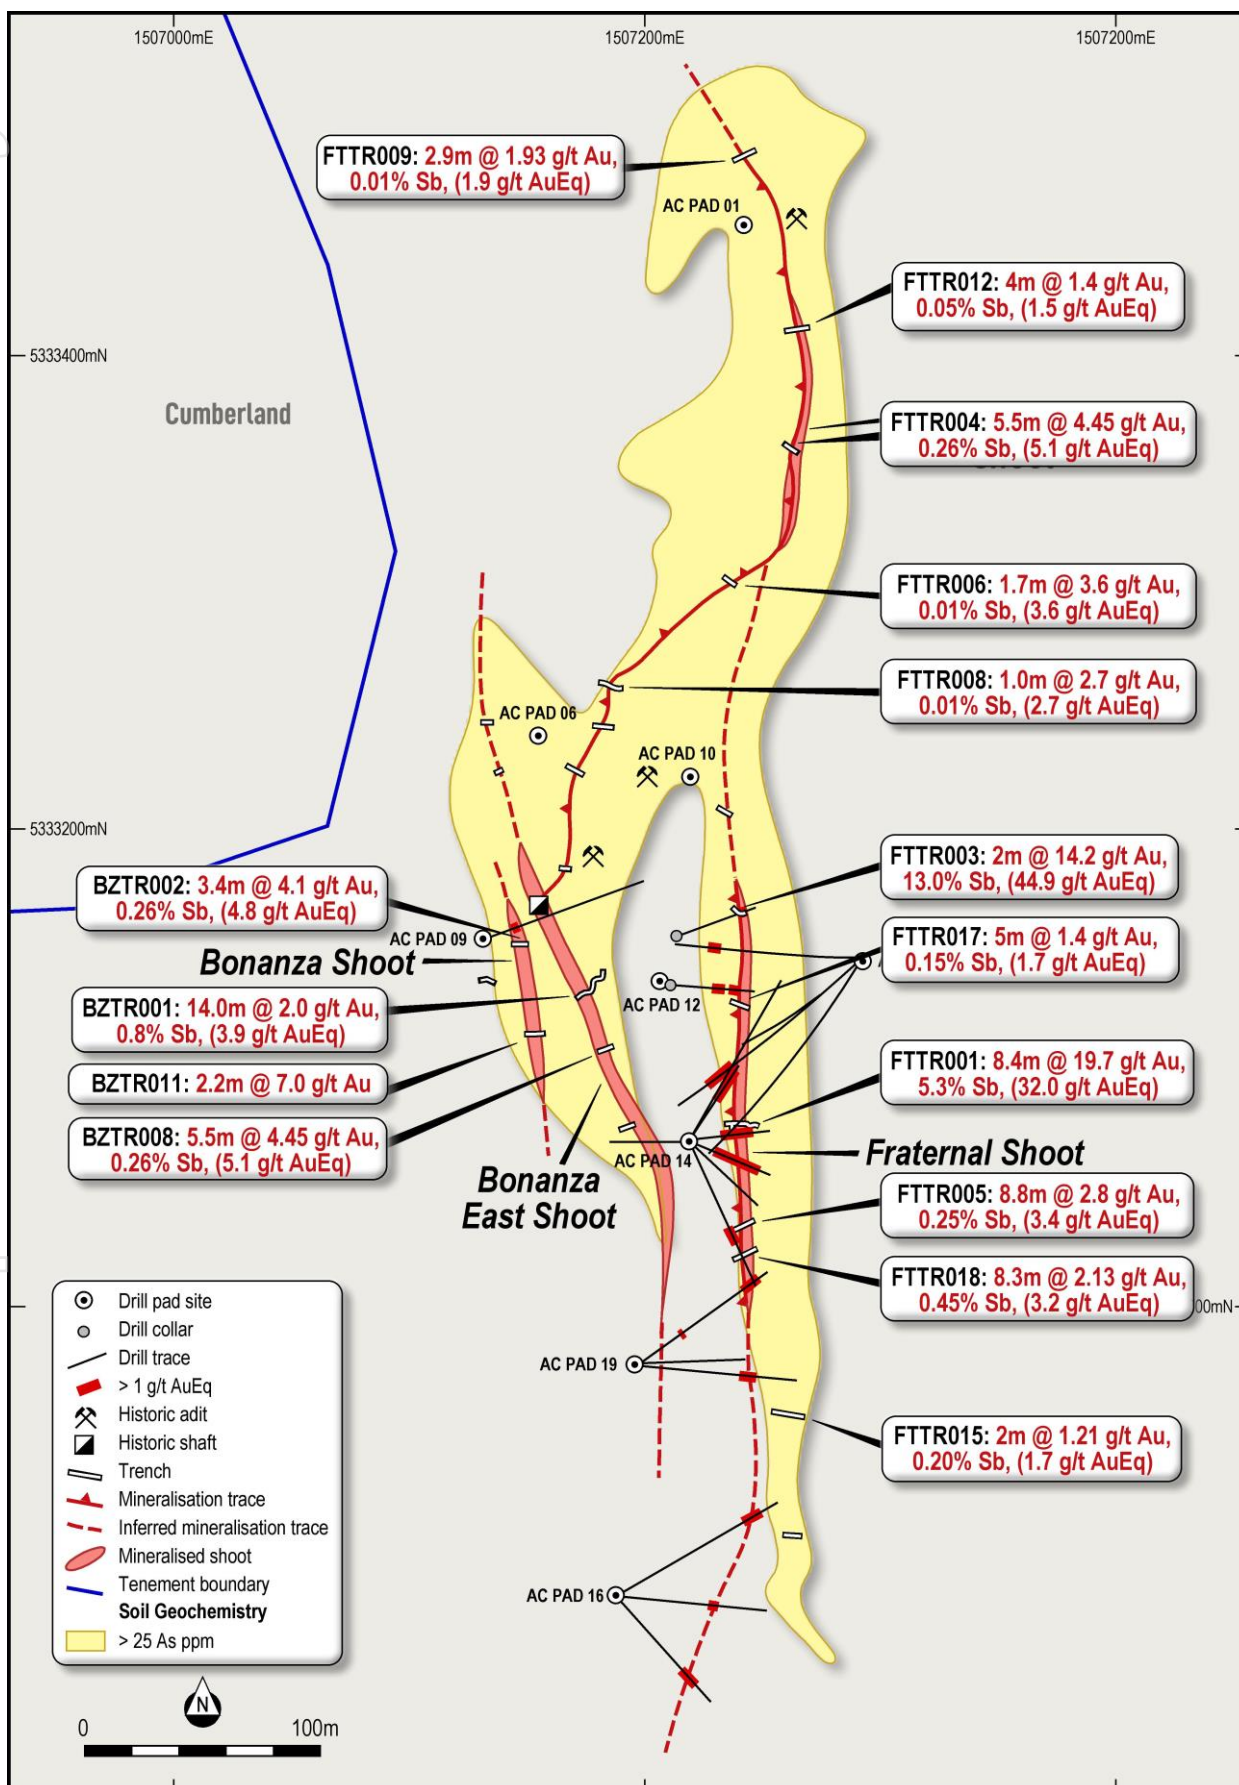 1507000mE
1507200mE
1507200mE
FTTR009: 2.9m @ 1.93 g/t Au,
0.01% Sb, (1.9 g/t AuEq)
AC PAD 01
FTTR012: 4m @ 1.4 g/t Au,
0.05% Sb, (1.5 g/t AuEq)
5333400mN
Cumberland
FTTR004: 5.5m @ 4.45 g/t Au,
0.26% Sb, (5.1 g/t AuEq)
FTTR006: 1.7m @ 3.6 g/t Au,
0.01% Sb, (3.6 g/t AuEq)
FTTR008: 1.0m @ 2.7 g/t Au,
0.01% Sb, (2.7 g/t AuEq)
AC PAD 06
AC PAD 10
5333200mN
FTTR003: 2m @ 14.2 g/t Au,
13.0% Sb, (44.9 g/t AuEq)
BZTR002: 3.4m @ 4.1 g/t Au,
0.26% Sb, (4.8 g/t AuEq)
AC PAD 09
FTTR017: 5m @ 1.4 g/t Au,
0.15% Sb, (1.7 g/t AuEq)
Bonanza Shoot
AC PAD 12
BZTR001: 14.0m @ 2.0 g/t Au,
0.8% Sb, (3.9 g/t AuEq)
FTTR001: 8.4m @ 19.7 g/t Au,
5.3% Sb, (32.0 g/t AuEq)
BZTR011: 2.2m @ 7.0 g/t Au
BZTR008: 5.5m @ 4.45 g/t Au,
0.26% Sb, (5.1 g/t AuEq)
AC PAD 14
Fraternal Shoot
Bonanza
East Shoot
FTTR005: 8.8m @ 2.8 g/t Au,
0.25% Sb, (3.4 g/t AuEq)
FTTR018: 8.3m @ 2.13 g/t Au,
0.45% Sb, (3.2 g/t AuEq)
00mN
AC PAD 19
FTTR015: 2m @ 1.21 g/t Au,
0.20% Sb, (1.7 g/t AuEq)
AC PAD 16
Drill pad site
Drill collar
Drill trace
> 1 g/t AuEq
Historic adit
Historic shaft
Trench
Mineralisation trace
Inferred mineralisation trace
Mineralised shoot
Tenement boundary
Soil Geochemistry
> 25 As ppm
N
0
100m